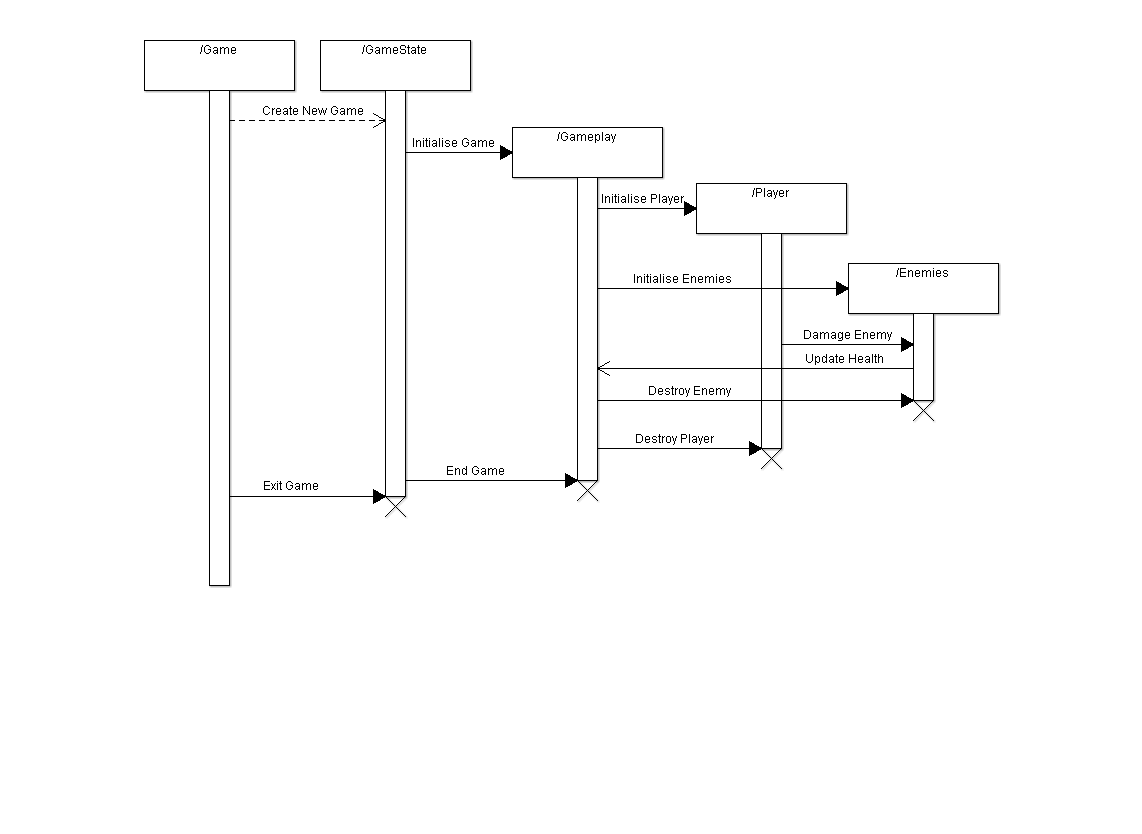 /Game
/GameState
Create New Game
/Gameplay
Initialise Game
/Player
Initialise Player
/Enemies
Initialise Enemies
Damage Enemy
Update Health
Destroy Enemy
Destroy Player
End Game
Exit Game